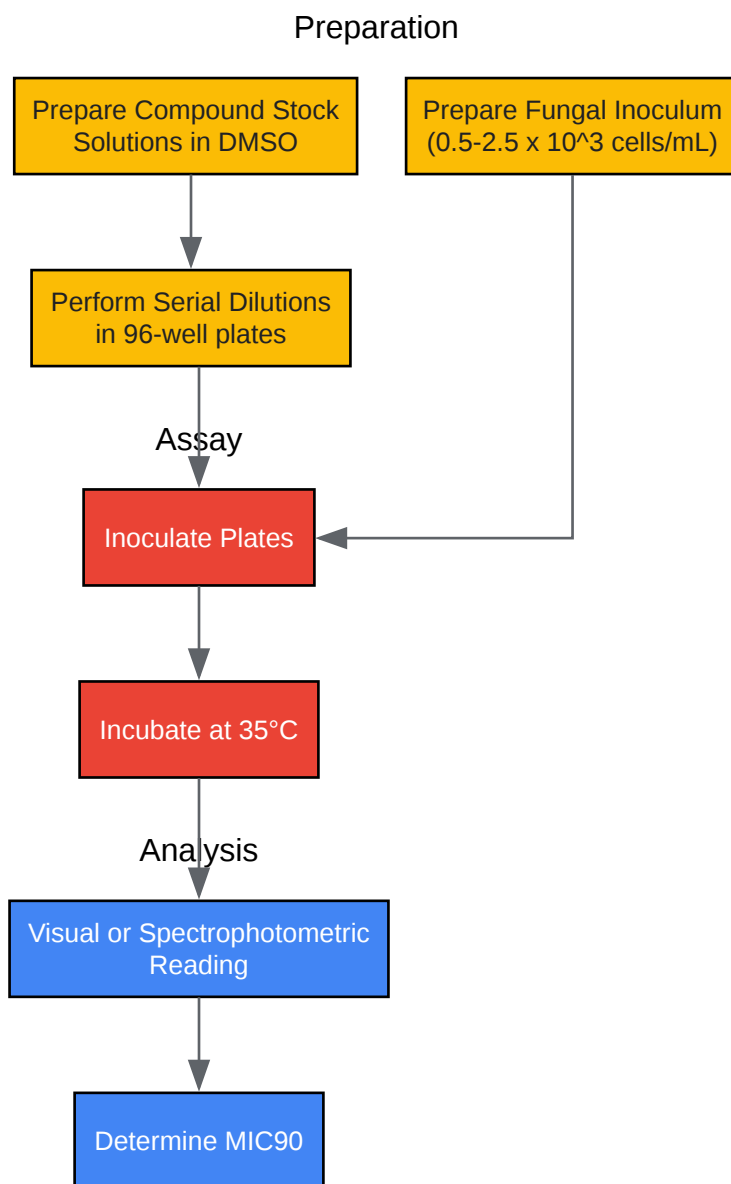 Preparation
Prepare Compound Stock
Solutions in DMSO
Prepare Fungal Inoculum
(0.5-2.5 x 10^3 cells/mL)
Perform Serial Dilutions
in 96-well plates
Assay
Inoculate Plates
Incubate at 35°C
Analysis
Visual or Spectrophotometric
Reading
Determine MIC90